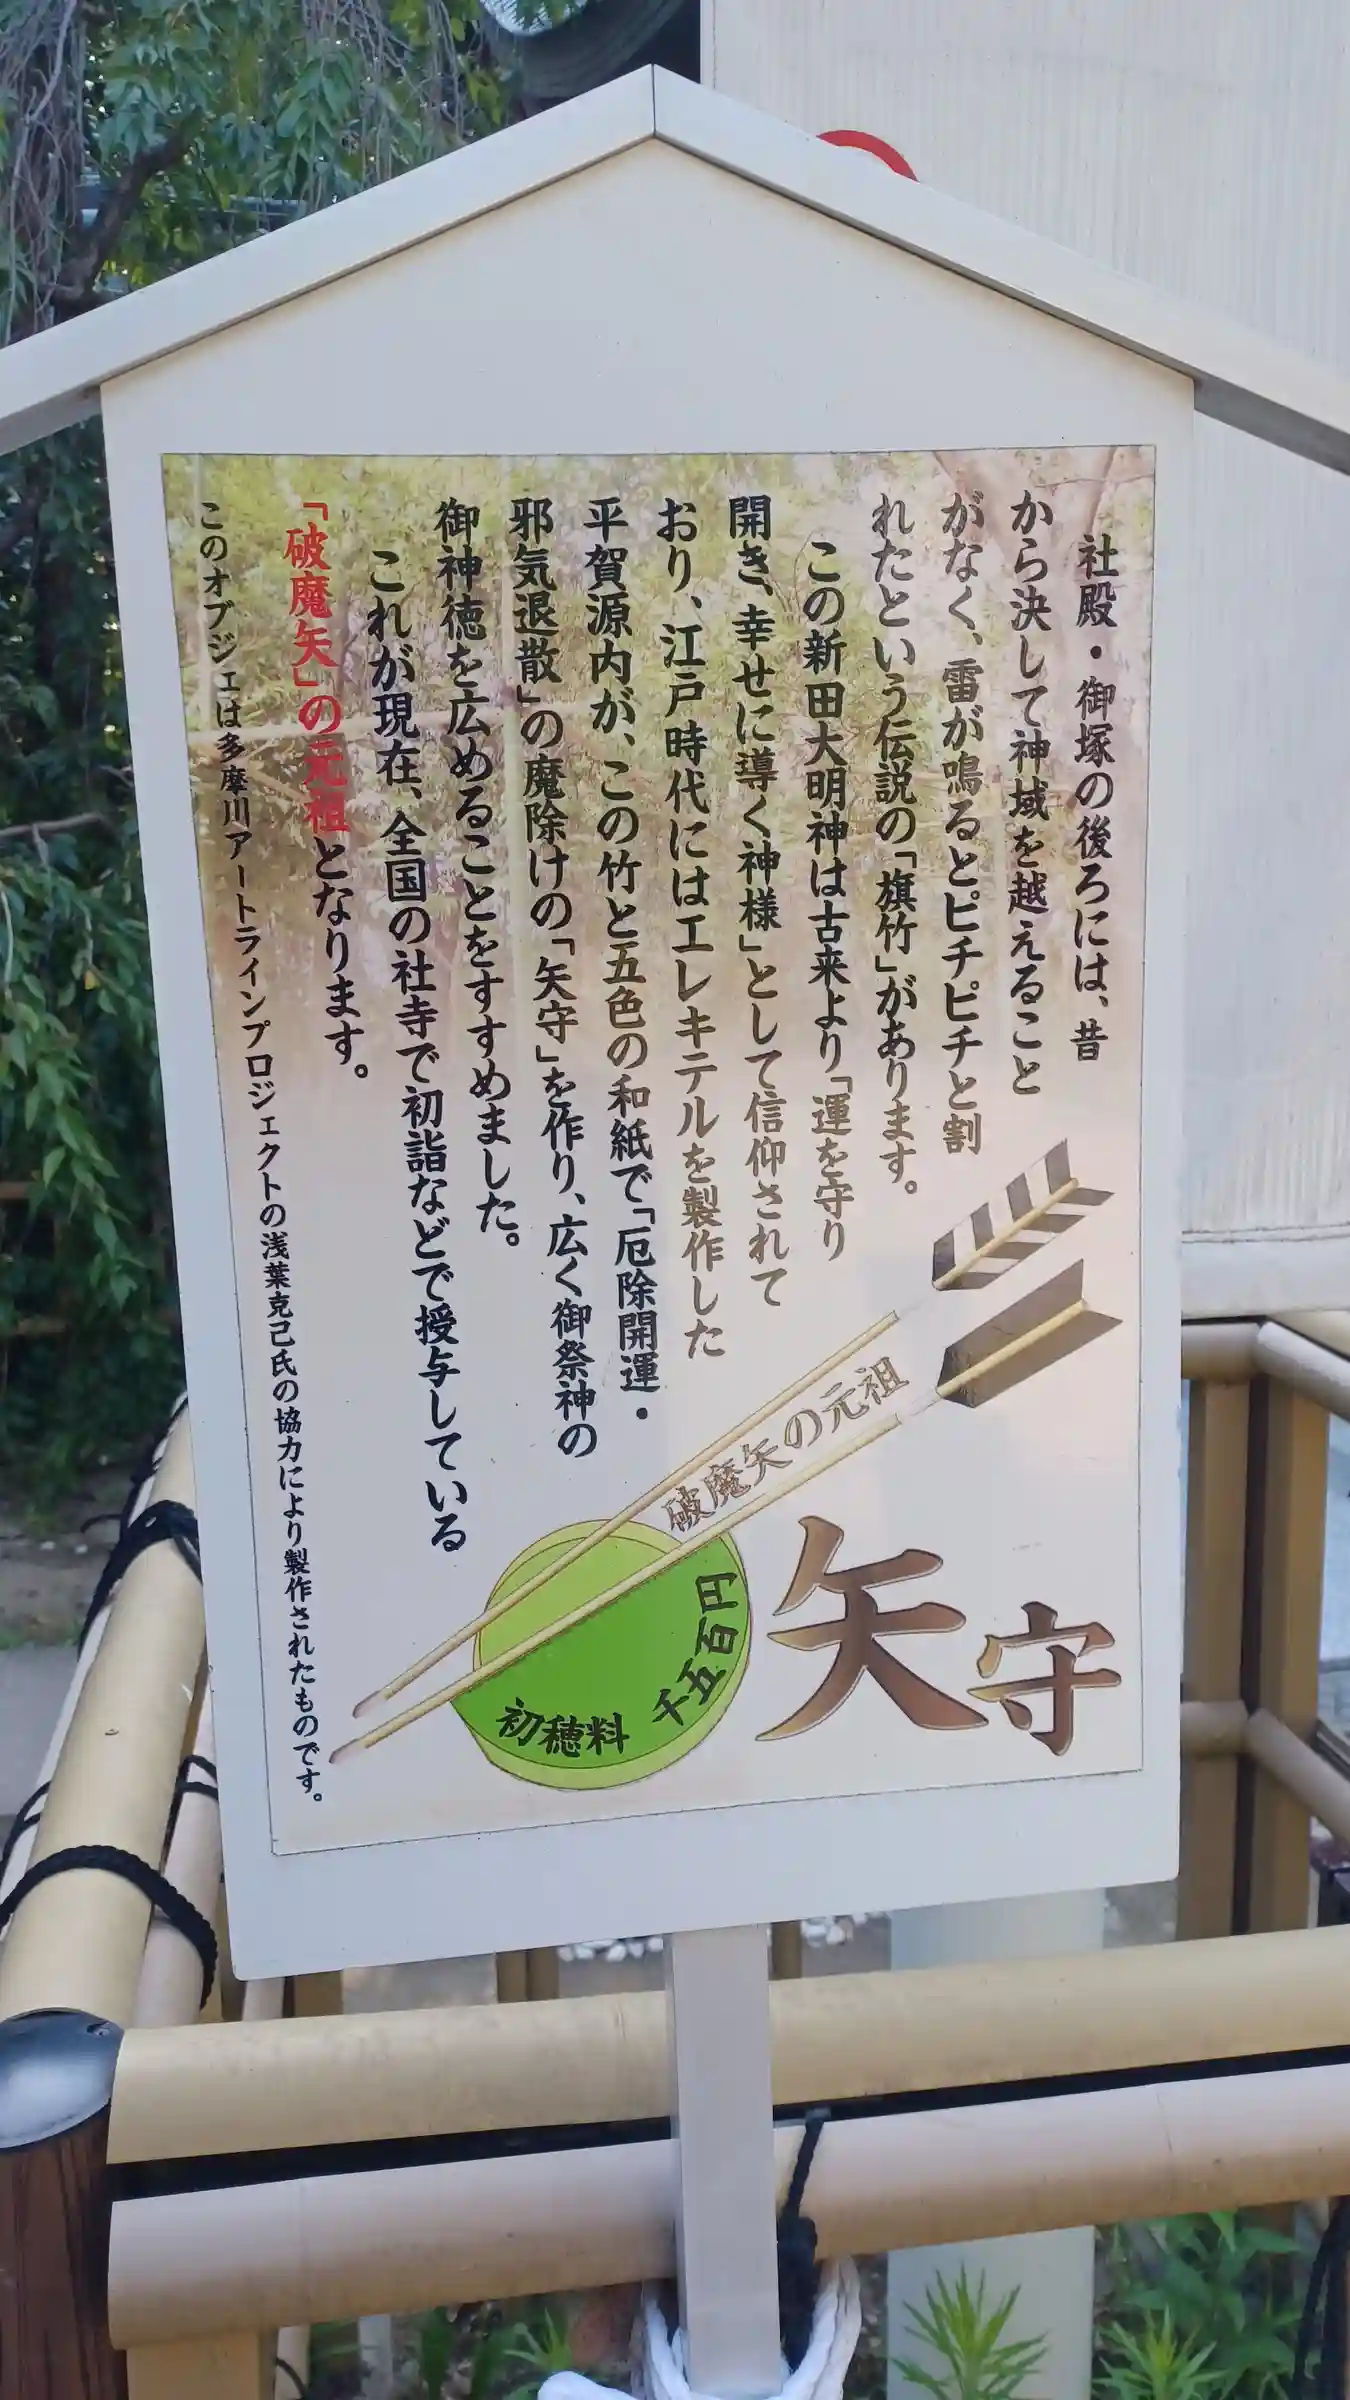 社殿・御塚の後ろには、昔
から決して神域を越えること
がなく、雷が鳴るとピチピチと割
れたという伝説の「旗竹」があります。
この新田大明神は古来より「運を守り
開き、幸せに導く神様」として信仰されて
おり、江戸時代にはエレキテルを製作した
平賀源内が、この竹と五色の和紙で「厄除開運・
邪気退散」の魔除けの「矢守」を作り、広く御祭神の
御神徳を広めることをすすめました。
これが現在、全国の社寺で初詣などで授与している
「破魔矢」の元祖となります。
このオブジェは多摩川アートラインプロジェクトの浅葉克己氏の協力により製作されたものです。
破魔矢の元祖
矢守
初穂料 千五百円